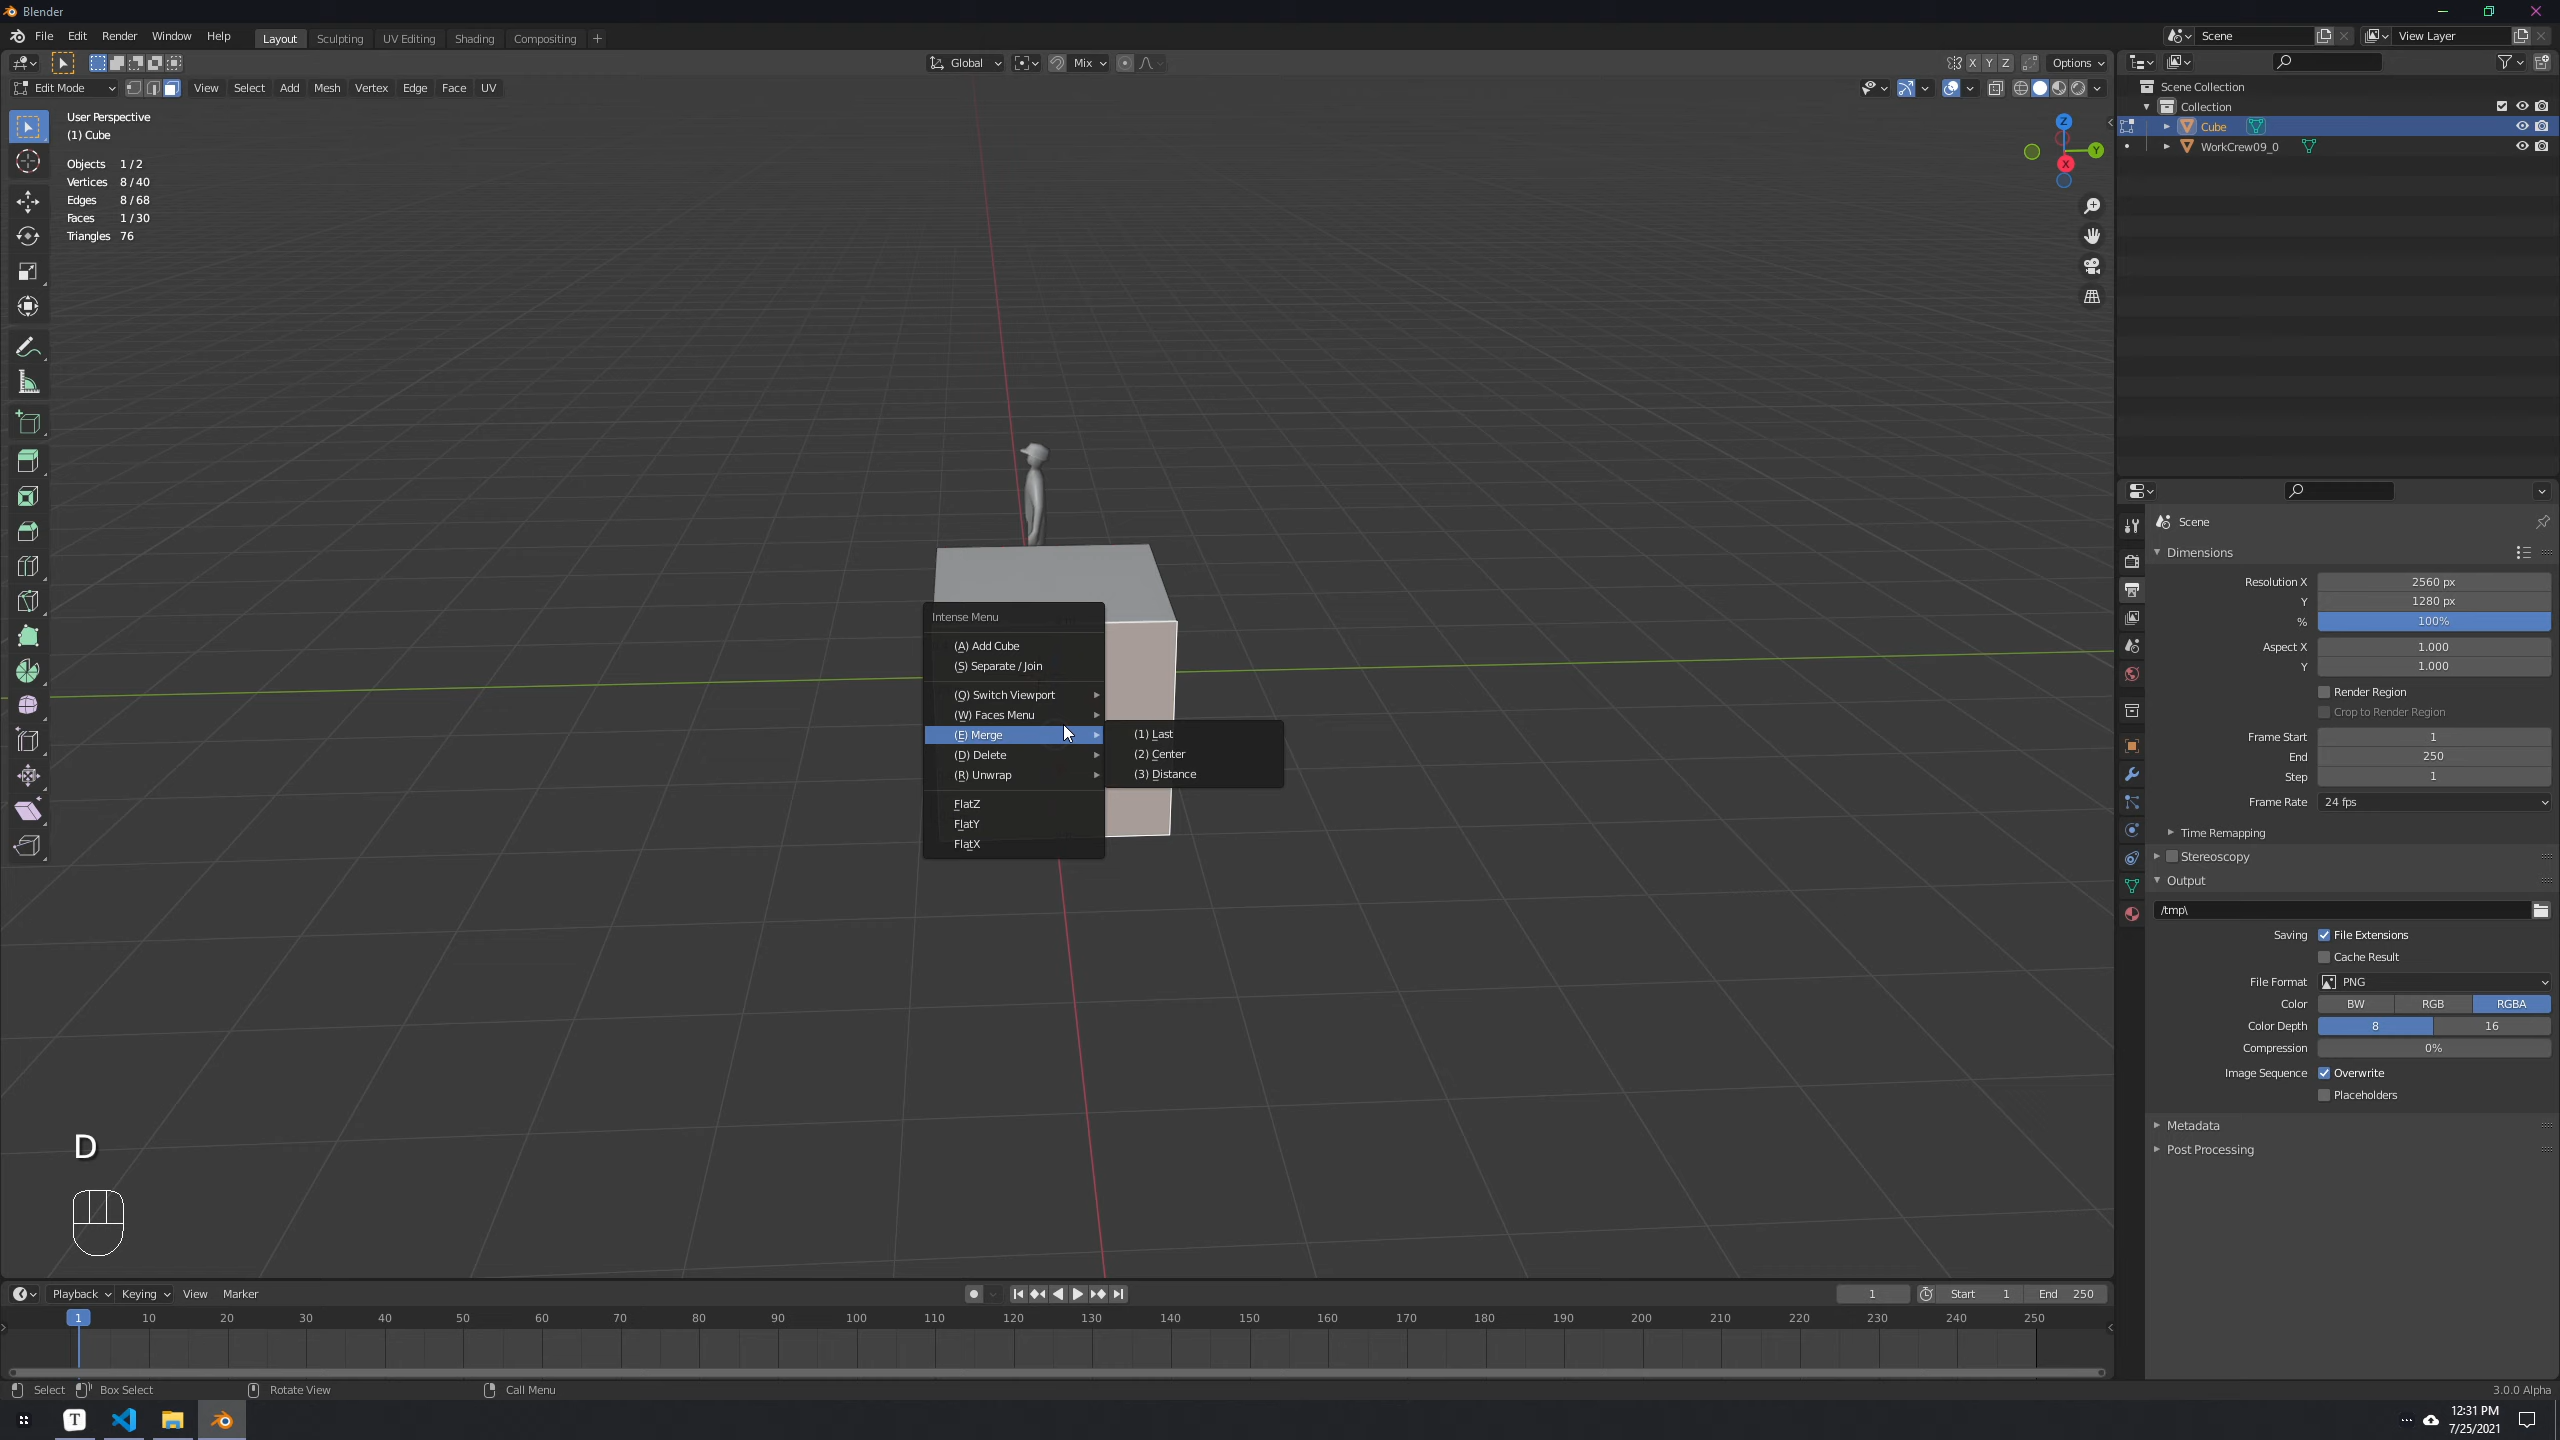 Blender
File Edit Render Window Help
Layout Sculpting UV Editing Shading Compositing +
Scene
View Layer
Global
Mix
X Y Z
Options
Edit Mode
View Select Add Mesh Vertex Edge Face UV
User Perspective
(1) Cube
Objects 1 / 2
Vertices 8 / 40
Edges 8 / 68
Faces 1 / 30
Triangles 76
Z
Y
X
Scene Collection
Collection
Cube
WorkCrew09_0
Intense Menu
(A) Add Cube
(S) Separate / Join
(Q) Switch Viewport
(W) Faces Menu
(E) Merge
(D) Delete
(R) Unwrap
FlatZ
FlatY
FlatX
(1) Last
(2) Center
(3) Distance
D
Scene
Dimensions
Resolution X 2560 px
Y 1280 px
% 100%
Aspect X 1.000
Y 1.000
Render Region
Crop to Render Region
Frame Start 1
End 250
Step 1
Frame Rate 24 fps
Time Remapping
Stereoscopy
Output
/tmp\
Saving File Extensions
Cache Result
File Format PNG
Color BW RGB RGBA
Color Depth 8 16
Compression 0%
Image Sequence Overwrite
Placeholders
Metadata
Post Processing
Playback Keying View Marker
1 Start 1 End 250
1 10 20 30 40 50 60 70 80 90 100 110 120 130 140 150 160 170 180 190 200 210 220 230 240 250
Select Box Select Rotate View Call Menu
3.0.0 Alpha
T
12:31 PM
7/25/2021